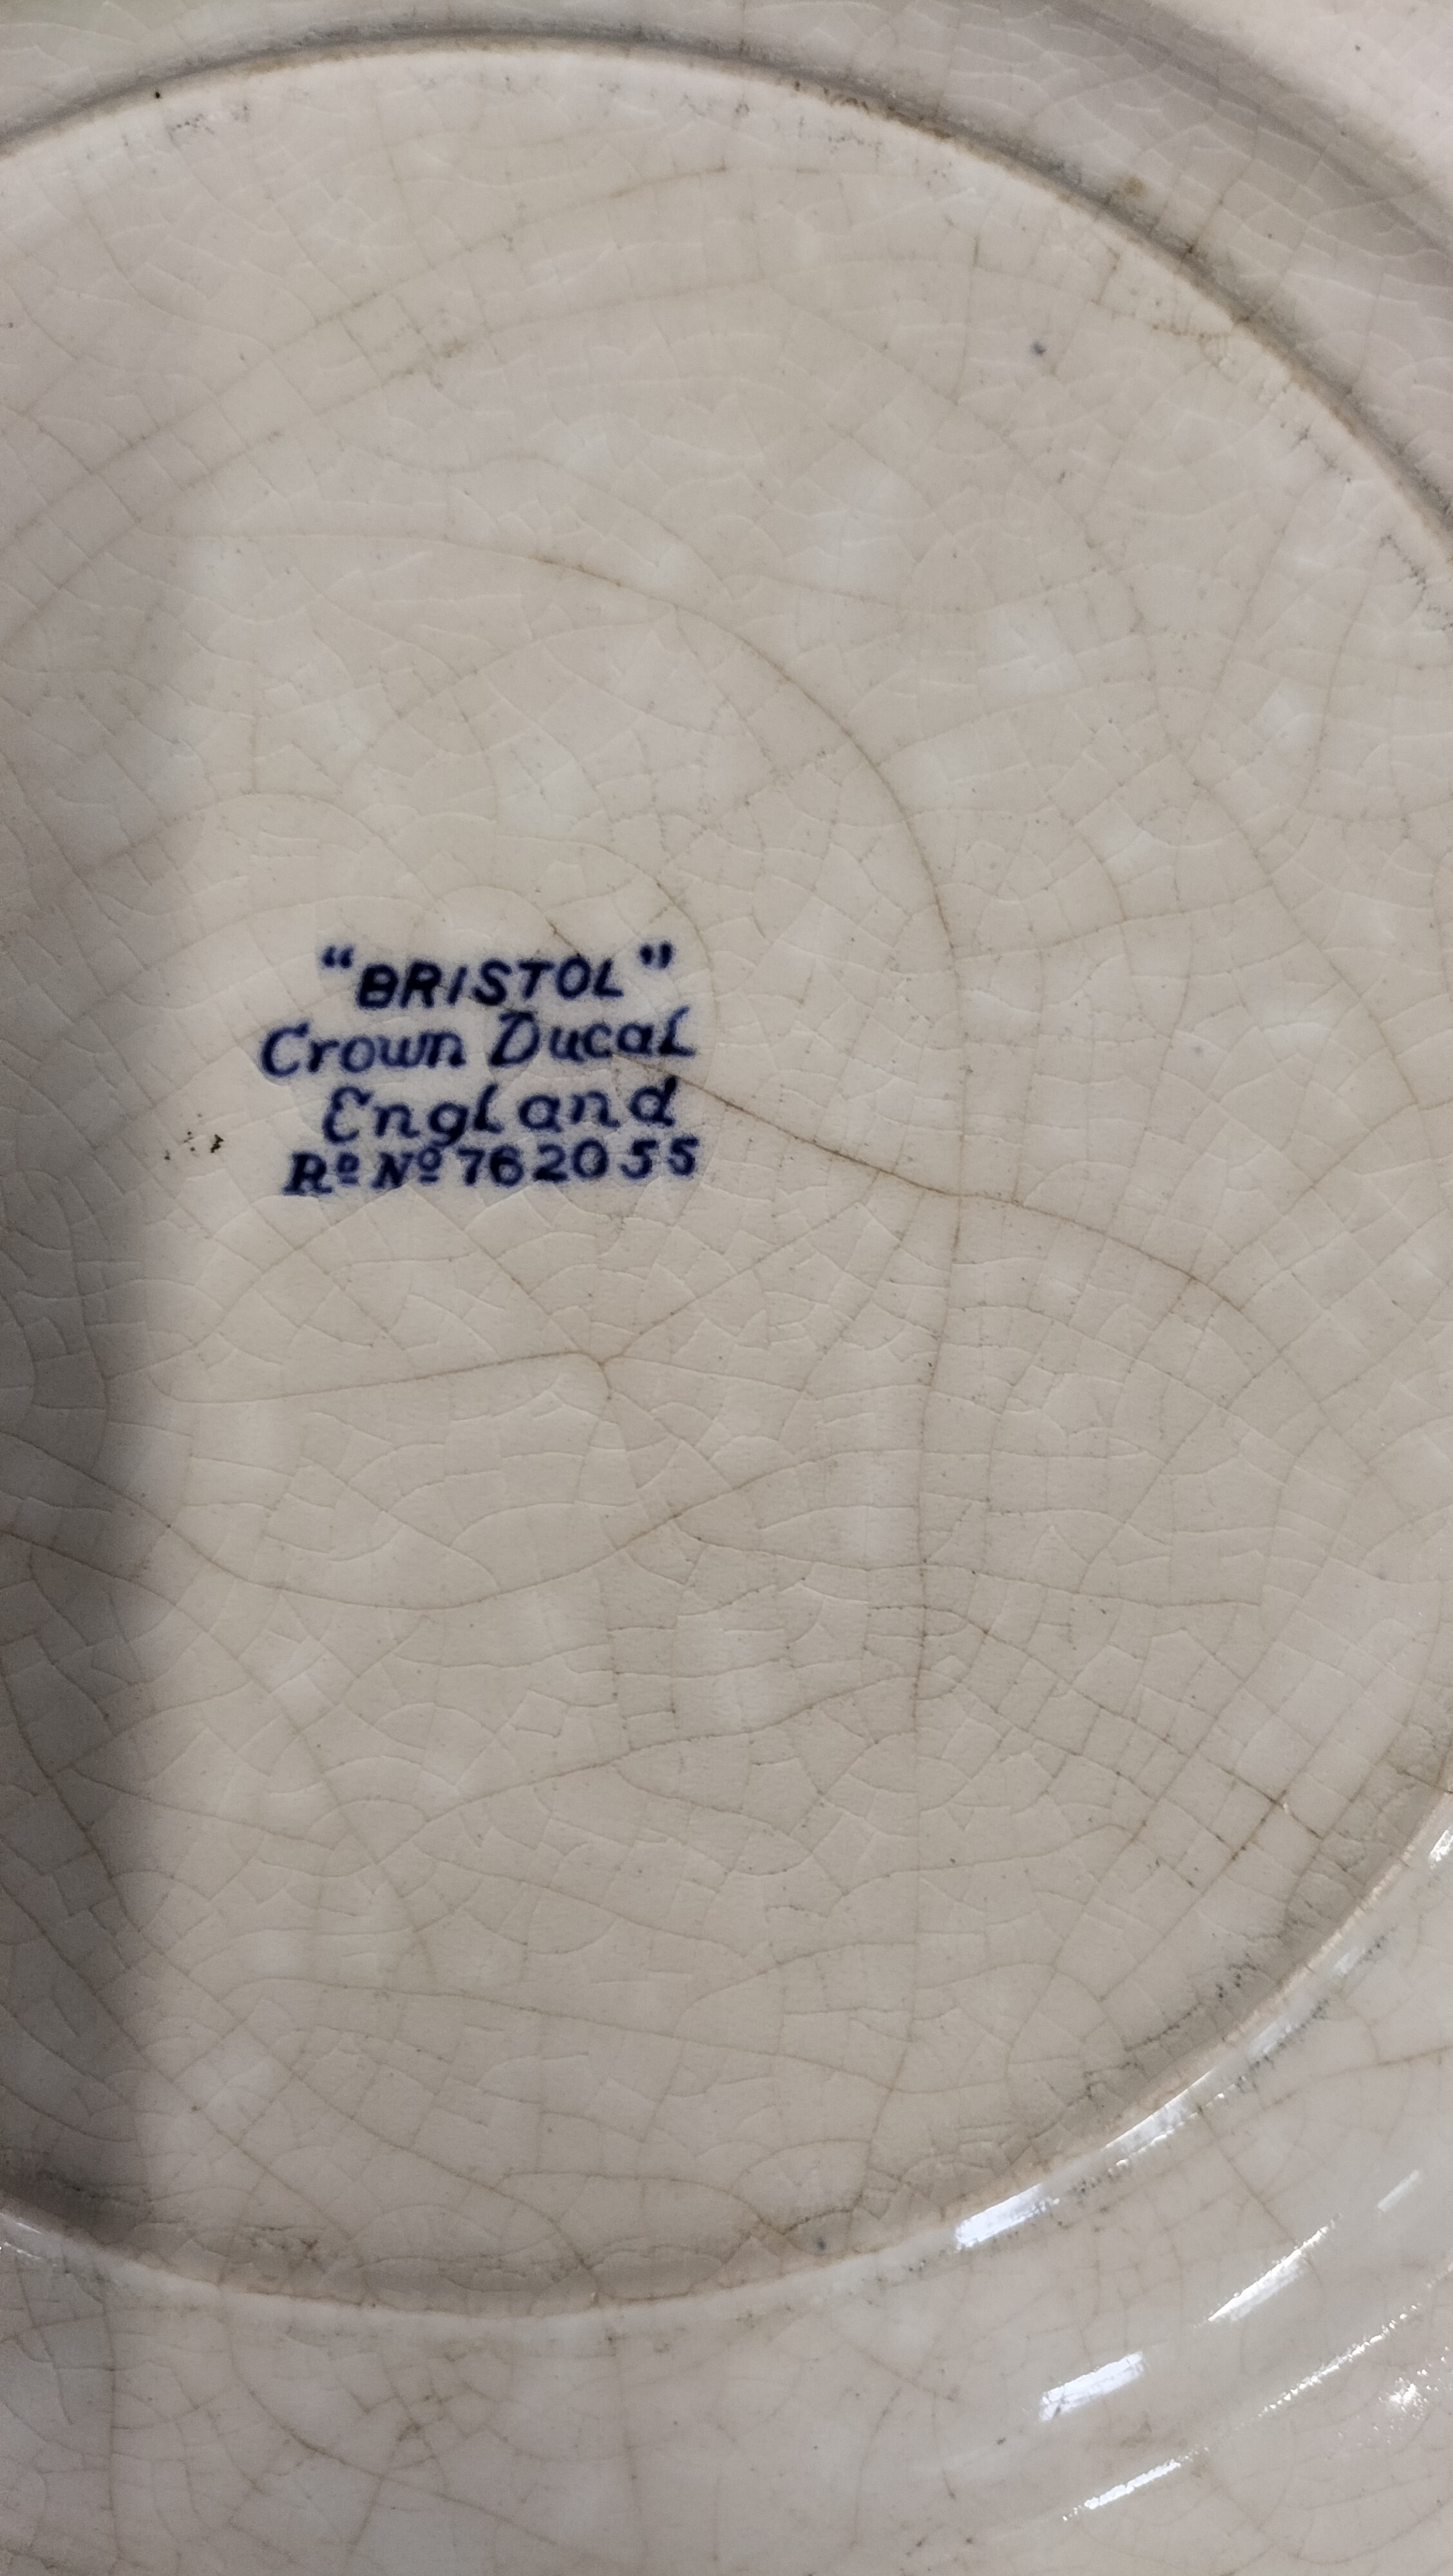 “BRISTOL”
Crown Ducal
England
Rº Nº 762055